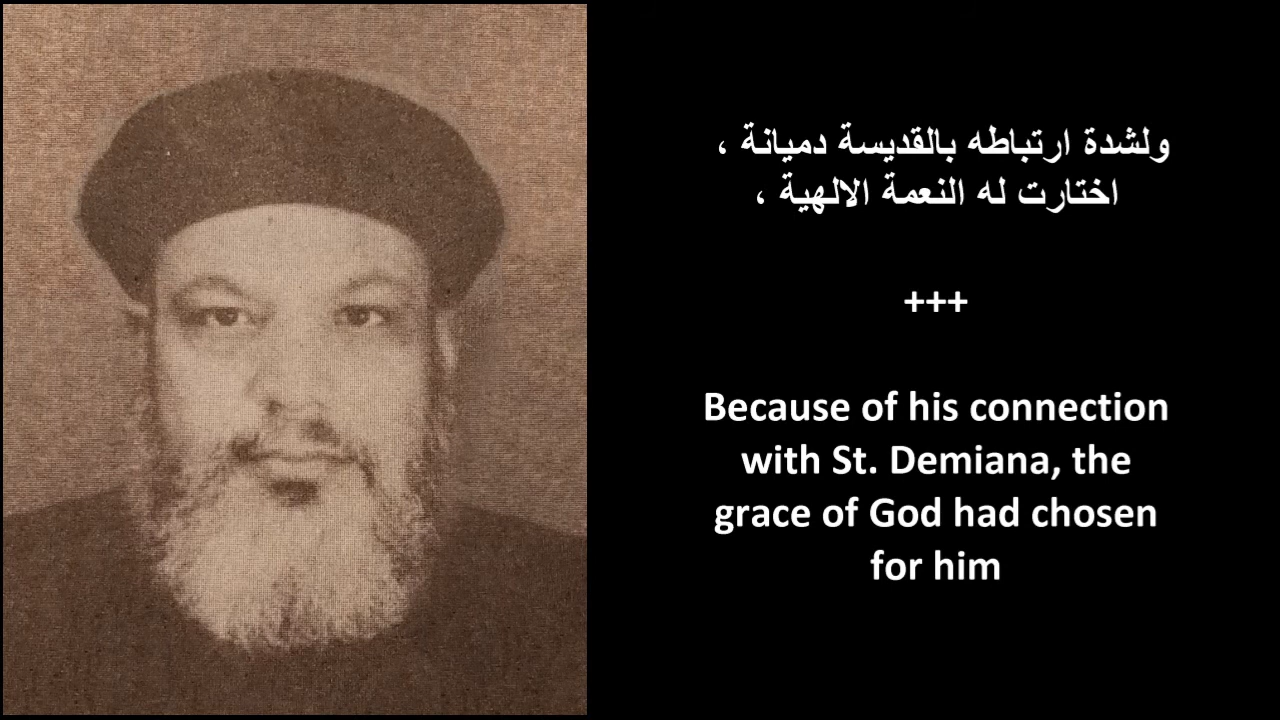 ولشدة ارتباطه بالقديسة دميانة ،
اختارت له النعمة الالهية ،
+++
Because of his connection
with St. Demiana, the
grace of God had chosen
for him